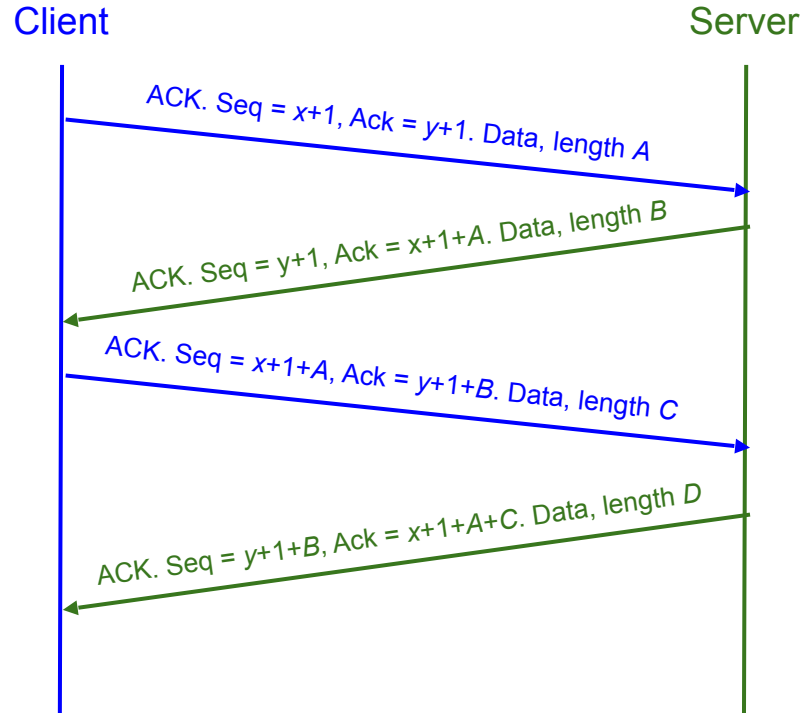 Client
Server
ACK. Seq = x+1, Ack = y+1. Data, length A
ACK. Seq = y+1, Ack = x+1+A. Data, length B
ACK. Seq = x+1+A, Ack = y+1+B. Data, length C
ACK. Seq = y+1+B, Ack = x+1+A+C. Data, length D